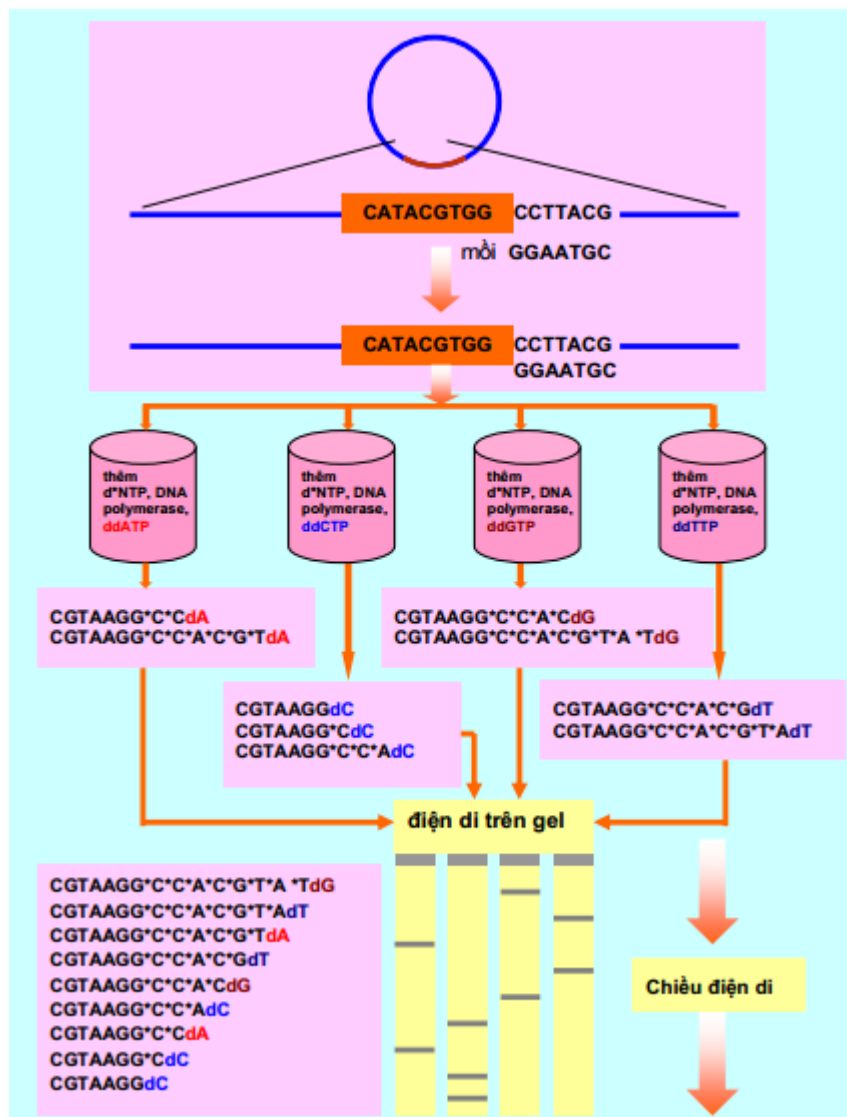 CATACGTGG CCTTACG
mồi GGAATGC
CATACGTGG CCTTACG
GGAATGC
thêm
d*NTP, DNA
polymerase,
ddATP
thêm
d*NTP, DNA
polymerase,
ddCTP
thêm
d*NTP, DNA
polymerase,
ddGTP
thêm
d*NTP, DNA
polymerase,
ddTTP
CGTAAGG*C*CdA
CGTAAGG*C*C*A*C*G*TdA
CGTAAGG*C*C*A*CdG
CGTAAGG*C*C*A*C*G*T*A *TdG
CGTAAGGdC
CGTAAGG*CdC
CGTAAGG*C*C*AdC
CGTAAGG*C*C*A*C*GdT
CGTAAGG*C*C*A*C*G*T*AdT
điện di trên gel
CGTAAGG*C*C*A*C*G*T*A *TdG
CGTAAGG*C*C*A*C*G*T*AdT
CGTAAGG*C*C*A*C*G*TdA
CGTAAGG*C*C*A*C*GdT
CGTAAGG*C*C*A*CdG
CGTAAGG*C*C*AdC
CGTAAGG*C*CdA
CGTAAGG*CdC
CGTAAGGdC
Chiều điện di